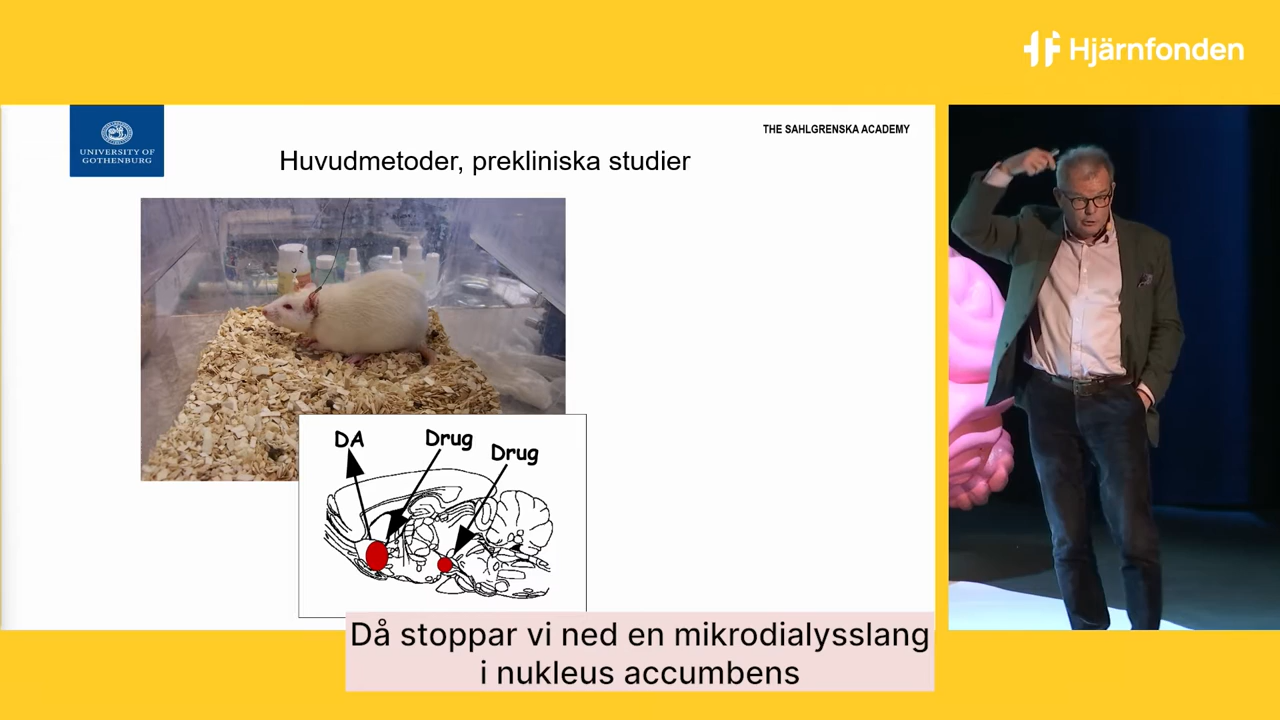 Hjärnfonden
UNIVERSITY OF
GOTHENBURG
THE SAHLGRENSKA ACADEMY
Huvudmetoder, prekliniska studier
DA
Drug
Drug
Då stoppar vi ned en mikrodialysslang
i nukleus accumbens